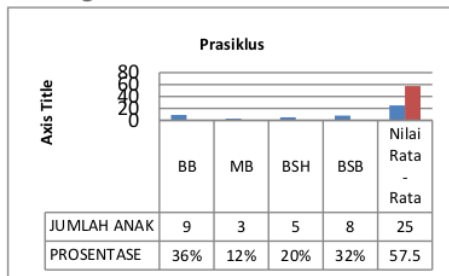 Prasiklus
Axis Title
80
60
40
20
0
BB MB BSH BSB Nilai Rata - Rata
JUMLAH ANAK 9 3 5 8 25
PROSENTASE 36% 12% 20% 32% 57.5